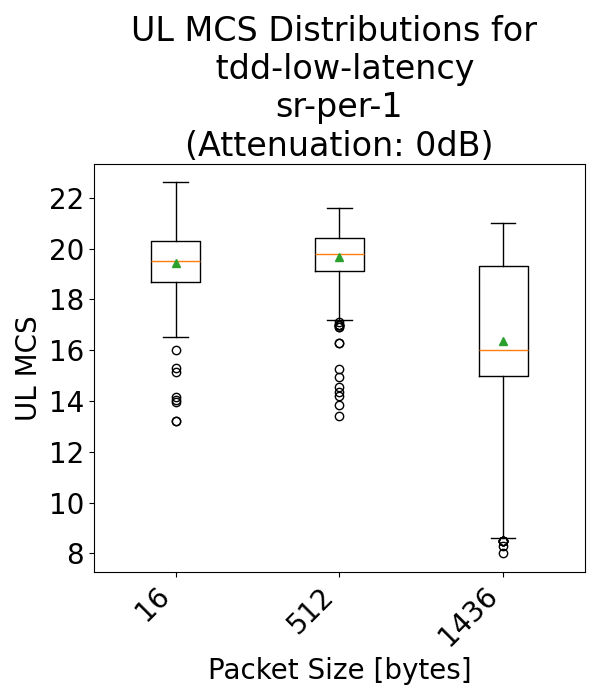 UL MCS Distributions for
tdd-low-latency
sr-per-1
(Attenuation: 0dB)
UL MCS
22
20
18
16
14
12
10
8
16
512
1436
Packet Size [bytes]